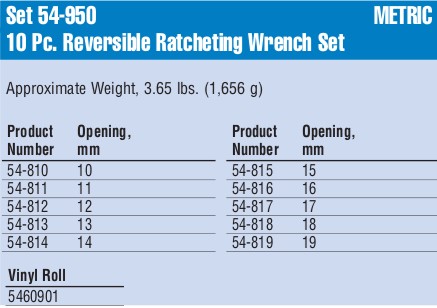 Set 54-950 METRIC
10 Pc. Reversible Ratcheting Wrench Set
Approximate Weight, 3.65 lbs. (1,656 g)
Product Opening,
Number mm
54-810 10
54-811 11
54-812 12
54-813 13
54-814 14
Product Opening,
Number mm
54-815 15
54-816 16
54-817 17
54-818 18
54-819 19
Vinyl Roll
5460901